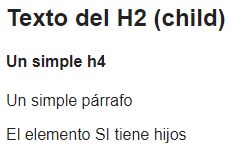 Texto del H2 (child)
Un simple h4
Un simple párrafo
El elemento SI tiene hijos